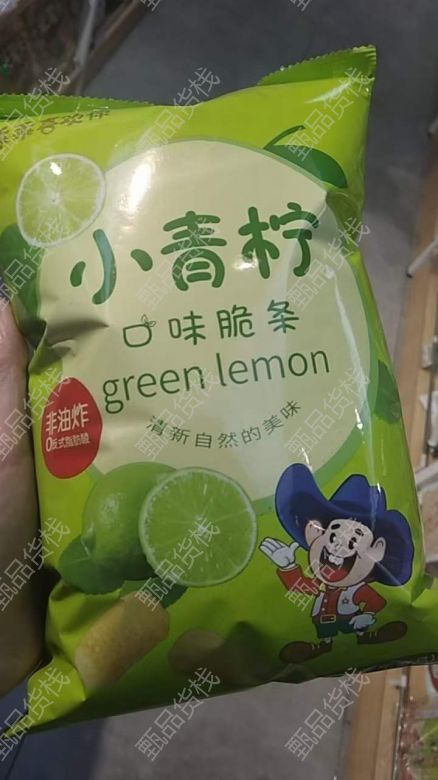 小青柠
口味脆条
green lemon
清新自然的美味
非油炸
0反式脂肪酸
甄品货栈